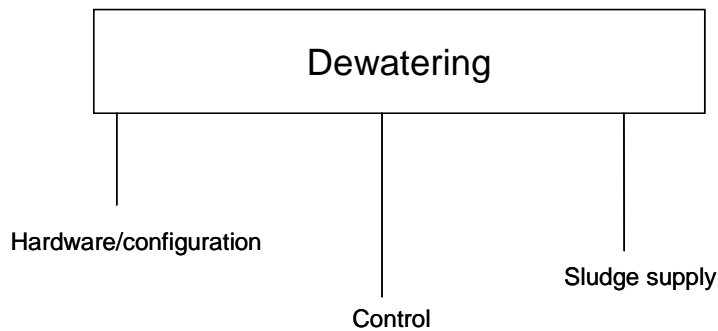 Dewatering
Hardware/configuration
Sludge supply
Control